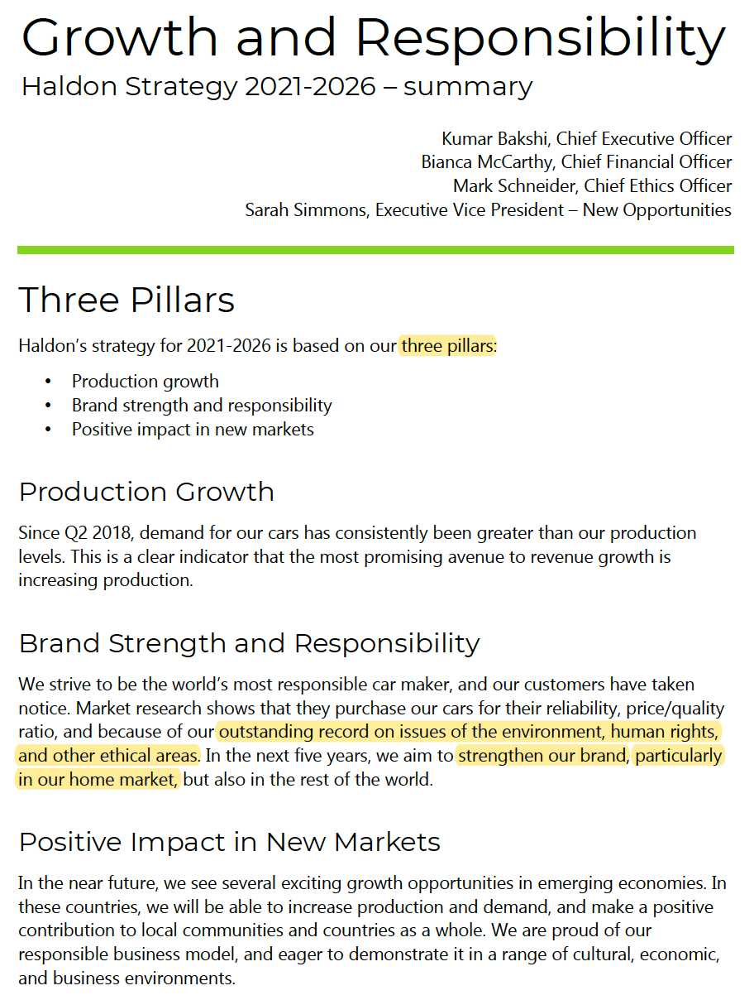 Growth and Responsibility
Haldon Strategy 2021-2026 – summary
Kumar Bakshi, Chief Executive Officer
Bianca McCarthy, Chief Financial Officer
Mark Schneider, Chief Ethics Officer
Sarah Simmons, Executive Vice President – New Opportunities
Three Pillars
Haldon’s strategy for 2021-2026 is based on our three pillars:
• Production growth
• Brand strength and responsibility
• Positive impact in new markets
Production Growth
Since Q2 2018, demand for our cars has consistently been greater than our production
levels. This is a clear indicator that the most promising avenue to revenue growth is
increasing production.
Brand Strength and Responsibility
We strive to be the world’s most responsible car maker, and our customers have taken
notice. Market research shows that they purchase our cars for their reliability, price/quality
ratio, and because of our outstanding record on issues of the environment, human rights,
and other ethical areas. In the next five years, we aim to strengthen our brand, particularly
in our home market, but also in the rest of the world.
Positive Impact in New Markets
In the near future, we see several exciting growth opportunities in emerging economies. In
these countries, we will be able to increase production and demand, and make a positive
contribution to local communities and countries as a whole. We are proud of our
responsible business model, and eager to demonstrate it in a range of cultural, economic,
and business environments.